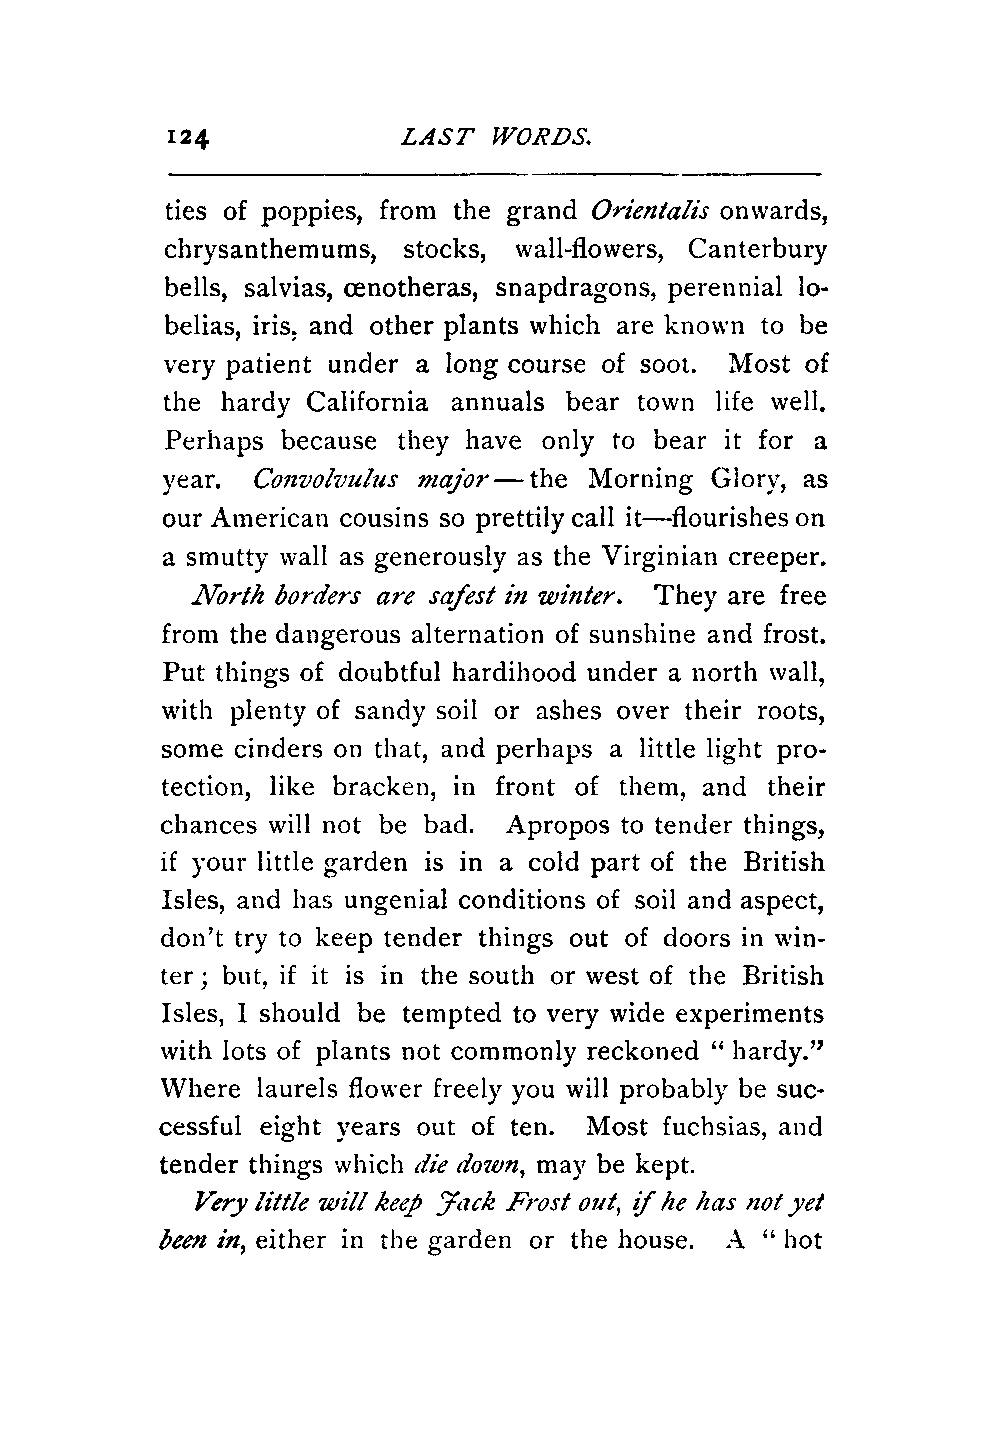 124 LAST WORDS.
ties of poppies, from the grand Orientalis onwards,
chrysanthemums, stocks, wall-flowers, Canterbury
bells, salvias, œnotheras, snapdragons, perennial lo-
belias, iris, and other plants which are known to be
very patient under a long course of soot. Most of
the hardy California annuals bear town life well.
Perhaps because they have only to bear it for a
year. Convolvulus major—the Morning Glory, as
our American cousins so prettily call it—flourishes on
a smutty wall as generously as the Virginian creeper.
North borders are safest in winter. They are free
from the dangerous alternation of sunshine and frost.
Put things of doubtful hardihood under a north wall,
with plenty of sandy soil or ashes over their roots,
some cinders on that, and perhaps a little light pro-
tection, like bracken, in front of them, and their
chances will not be bad. Apropos to tender things,
if your little garden is in a cold part of the British
Isles, and has ungenial conditions of soil and aspect,
don't try to keep tender things out of doors in win-
ter; but, if it is in the south or west of the British
Isles, I should be tempted to very wide experiments
with lots of plants not commonly reckoned "hardy."
Where laurels flower freely you will probably be suc-
cessful eight years out of ten. Most fuchsias, and
tender things which die down, may be kept.
Very little will keep Jack Frost out, if he has not yet
been in, either in the garden or the house. A "hot